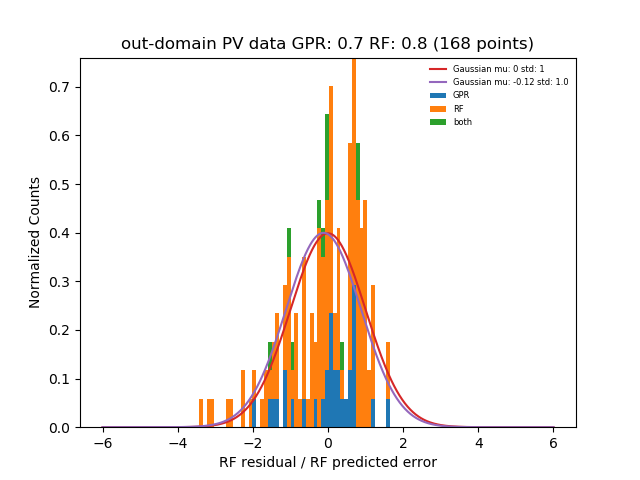 out-domain PV data GPR: 0.7 RF: 0.8 (168 points)
Gaussian mu: 0 std: 1
Gaussian mu: -0.12 std: 1.0
GPR
RF
both
Normalized Counts
0.7
0.6
0.5
0.4
0.3
0.2
0.1
0.0
−6 −4 −2 0 2 4 6
RF residual / RF predicted error